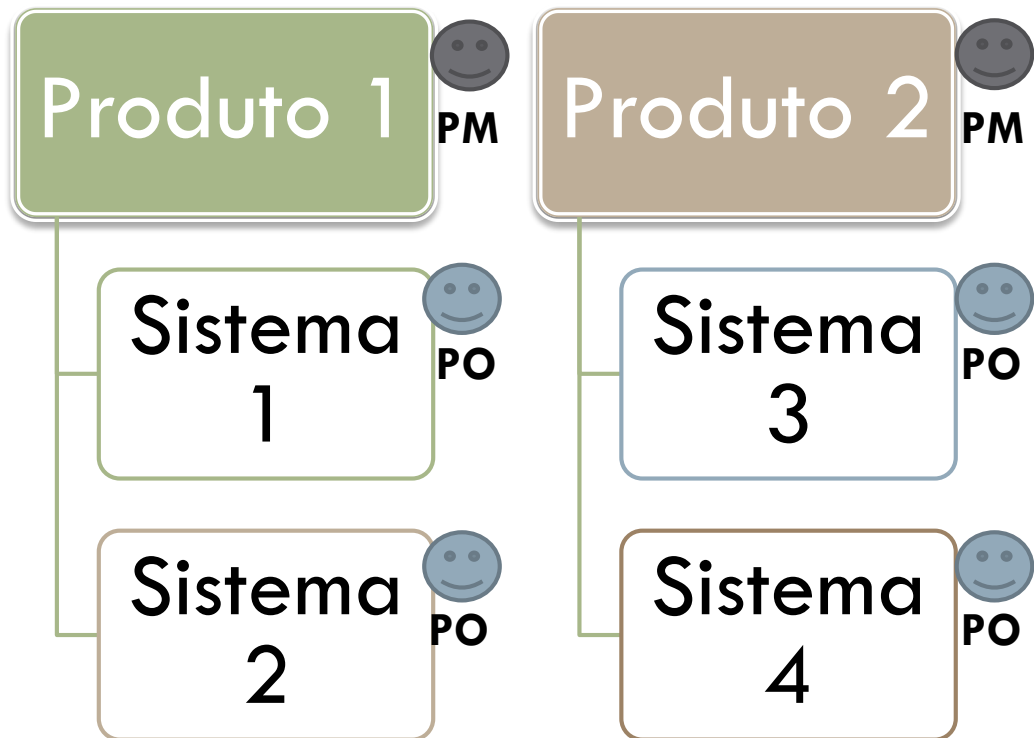 Produto 1
PM
Sistema
1
PO
Sistema
2
PO
Produto 2
PM
Sistema
3
PO
Sistema
4
PO